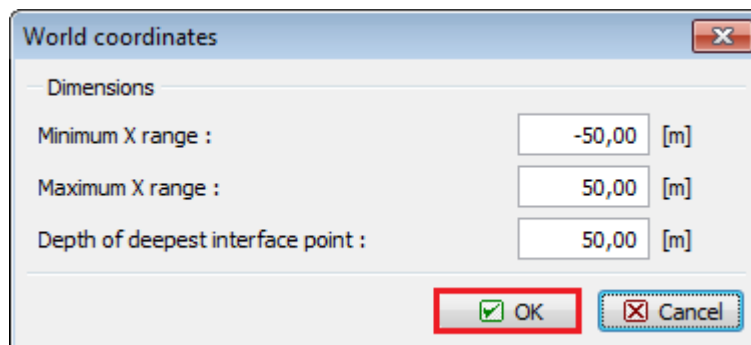 World coordinates
Dimensions
Minimum X range : -50,00 [m]
Maximum X range : 50,00 [m]
Depth of deepest interface point : 50,00 [m]
OK Cancel